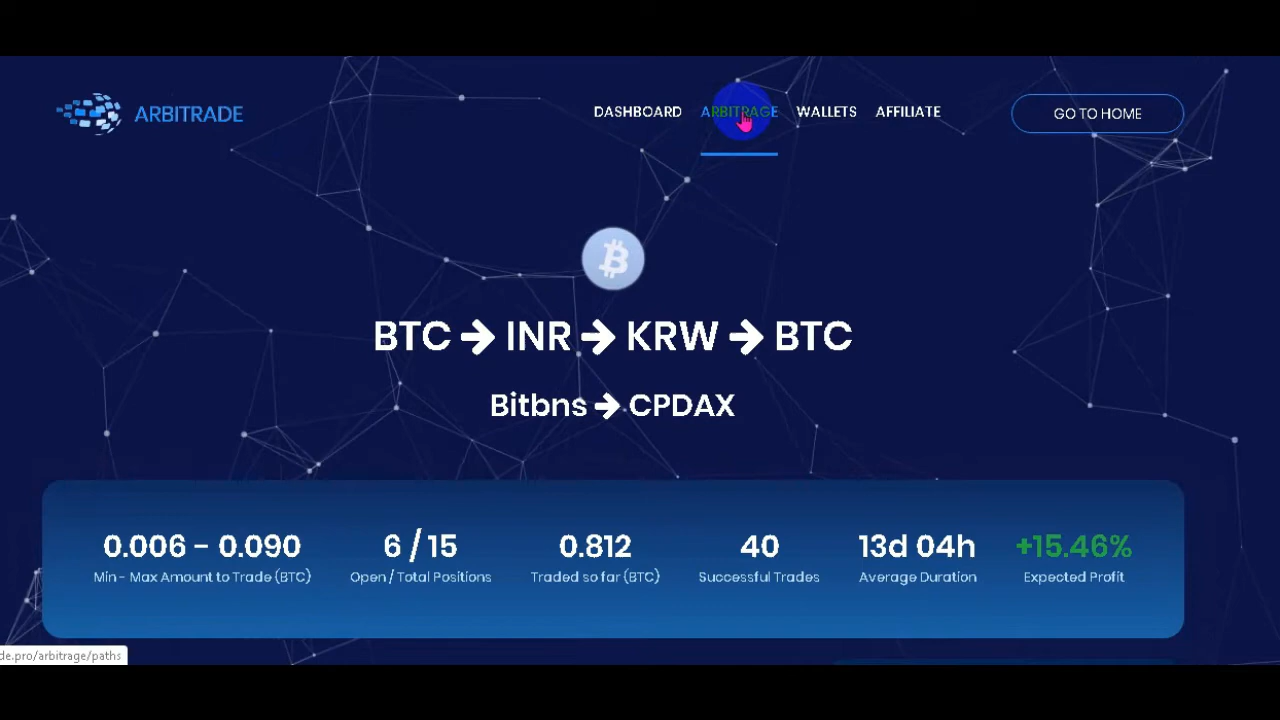 ARBITRADE
DASHBOARD ARBITRAGE WALLETS AFFILIATE GO TO HOME
BTC → INR → KRW → BTC
Bitbns → CPDAX
0.006 - 0.090 6 / 15 0.812 40 13d 04h +15.46%
Min - Max Amount to Trade (BTC) Open / Total Positions Traded so far (BTC) Successful Trades Average Duration Expected Profit
de.pro/arbitrage/paths